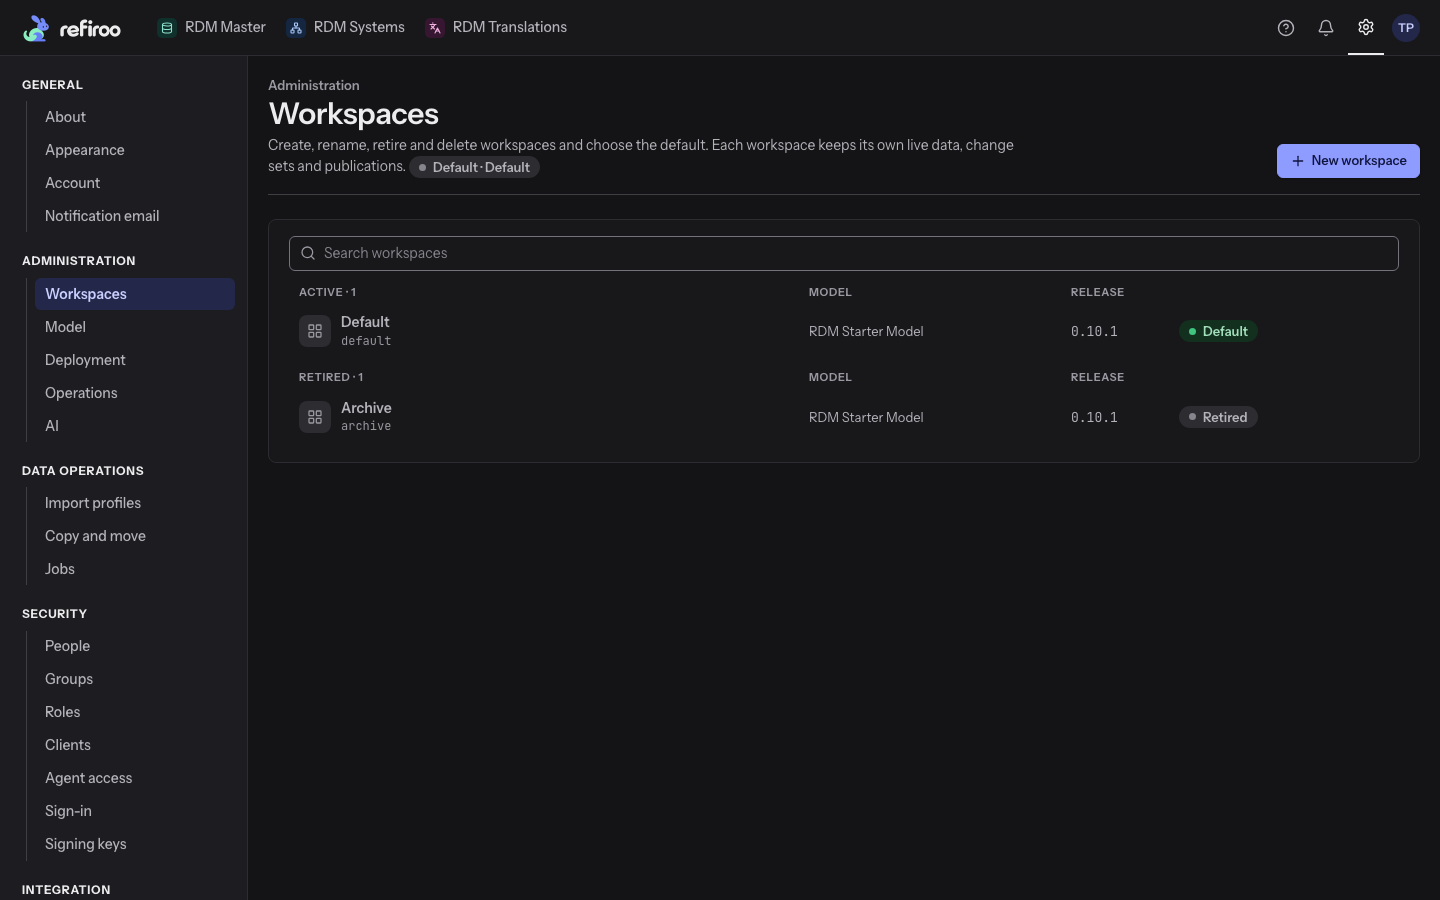 refiroo
RDM Master
RDM Systems
RDM Translations
TP
GENERAL
About
Appearance
Account
Notification email
ADMINISTRATION
Workspaces
Model
Deployment
Operations
AI
DATA OPERATIONS
Import profiles
Copy and move
Jobs
SECURITY
People
Groups
Roles
Clients
Agent access
Sign-in
Signing keys
INTEGRATION
Administration
Workspaces
Create, rename, retire and delete workspaces and choose the default. Each workspace keeps its own live data, change
sets and publications. Default · Default
New workspace
Search workspaces
ACTIVE · 1 MODEL RELEASE
Default
default
RDM Starter Model 0.10.1 Default
RETIRED · 1 MODEL RELEASE
Archive
archive
RDM Starter Model 0.10.1 Retired